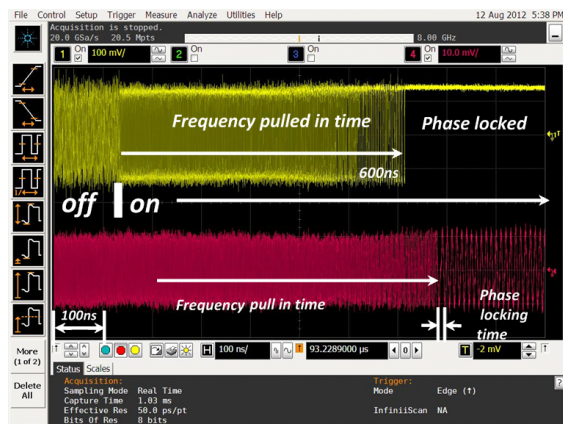 File Control Setup Trigger Measure Analyze Utilities Help 12 Aug 2012 5:38 PM
Acquisition is stopped.
20.0 GSa/s 20.5 Mpts 8.00 GHz
1 On 100 mV/ 2 On 3 On 4 On 10.0 mV/
Frequency pulled in time Phase locked
600ns
off on
Frequency pull in time
Phase locking time
100ns
More (1 of 2)
Delete All
H 100 ns/ 93.2289000 µs 0 T -2 mV
Status Scales
Acquisition: Trigger:
Sampling Mode Real Time Mode Edge (↑)
Capture Time 1.03 ms
Effective Res 50.0 ps/pt InfiniiScan NA
Bits Of Res 8 bits